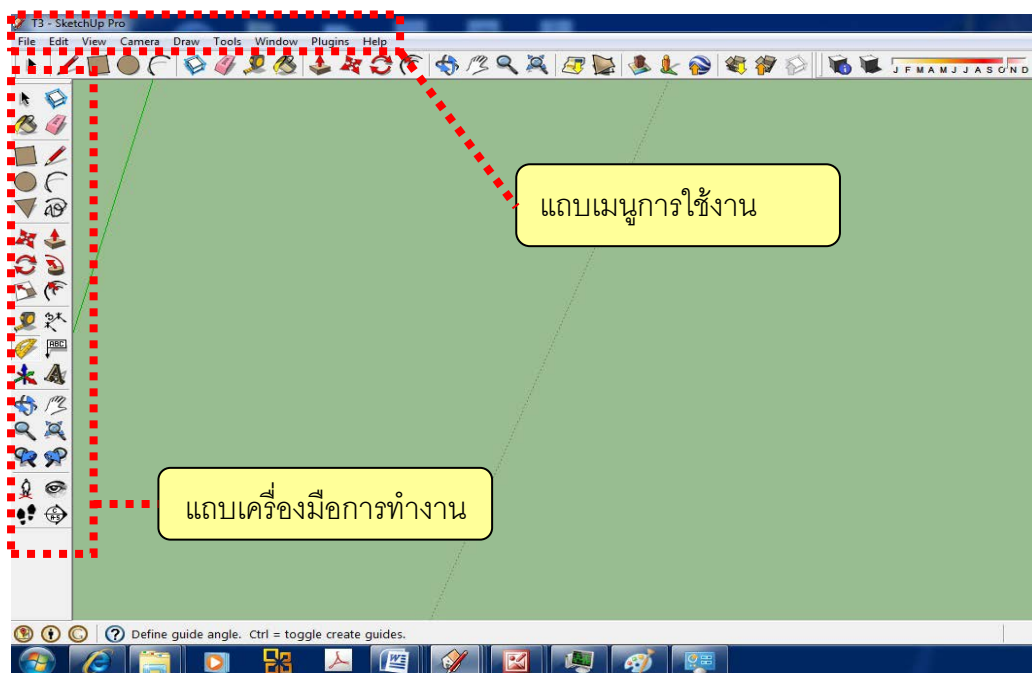 T3 - SketchUp Pro
File Edit View Camera Draw Tools Window Plugins Help
J F M A M J J A S O N D
ABC
แถบเมนูการใช้งาน
แถบเครื่องมือการทำงาน
Define guide angle. Ctrl = toggle create guides.